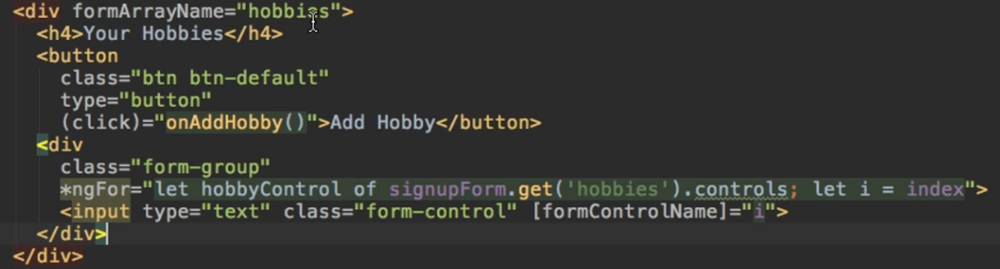 <div formArrayName="hobbies">
<h4>Your Hobbies</h4>
<button
class="btn btn-default"
type="button"
(click)="onAddHobby()">Add Hobby</button>
<div
class="form-group"
*ngFor="let hobbyControl of signupForm.get('hobbies').controls; let i = index">
<input type="text" class="form-control" [formControlName]="i">
</div>
</div>